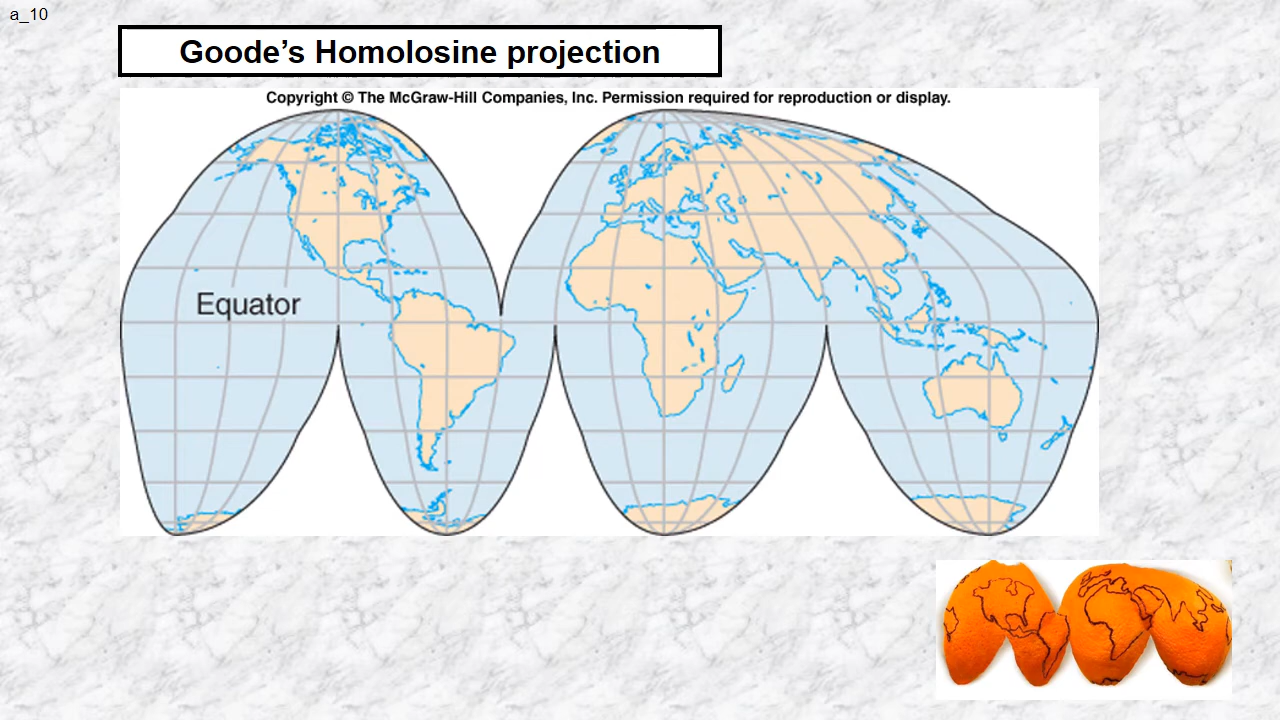 a_10
Goode’s Homolosine projection
Copyright © The McGraw-Hill Companies, Inc. Permission required for reproduction or display.
Equator